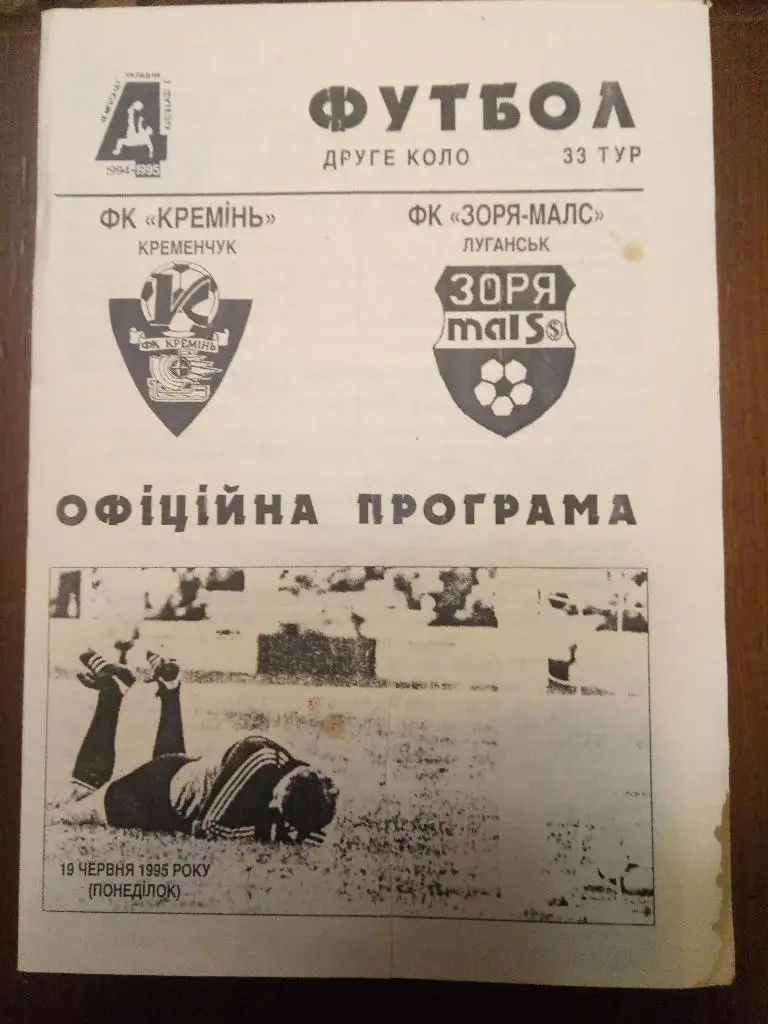 УКРАЇНИ
1994-1995
ФУТБОЛ
ДРУГЕ КОЛО 33 ТУР
ФК «КРЕМІНЬ»
КРЕМЕНЧУК
ФК «ЗОРЯ-МАЛС»
ЛУГАНСЬК
К
ФК КРЕМІНЬ
ЗОРЯ
malS
ОФІЦІЙНА ПРОГРАМА
19 ЧЕРВНЯ 1995 РОКУ
(ПОНЕДІЛОК)